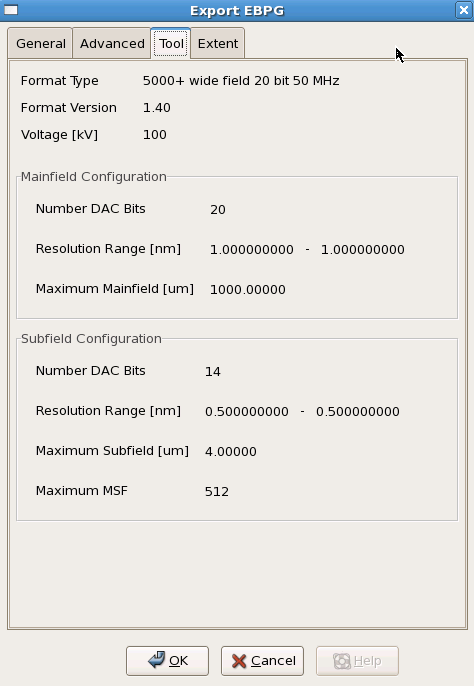 Export EBPG
General Advanced Tool Extent
Format Type 5000+ wide field 20 bit 50 MHz
Format Version 1.40
Voltage [kV] 100
Mainfield Configuration
Number DAC Bits 20
Resolution Range [nm] 1.000000000 - 1.000000000
Maximum Mainfield [um] 1000.00000
Subfield Configuration
Number DAC Bits 14
Resolution Range [nm] 0.500000000 - 0.500000000
Maximum Subfield [um] 4.00000
Maximum MSF 512
OK Cancel Help